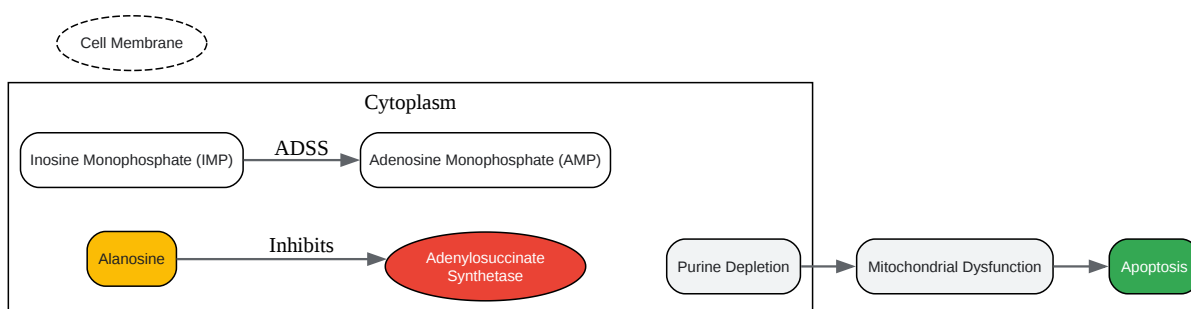 Cell Membrane
Cytoplasm
Inosine Monophosphate (IMP)
ADSS
Adenosine Monophosphate (AMP)
Alanosine
Inhibits
Adenylosuccinate
Synthetase
Purine Depletion
Mitochondrial Dysfunction
Apoptosis